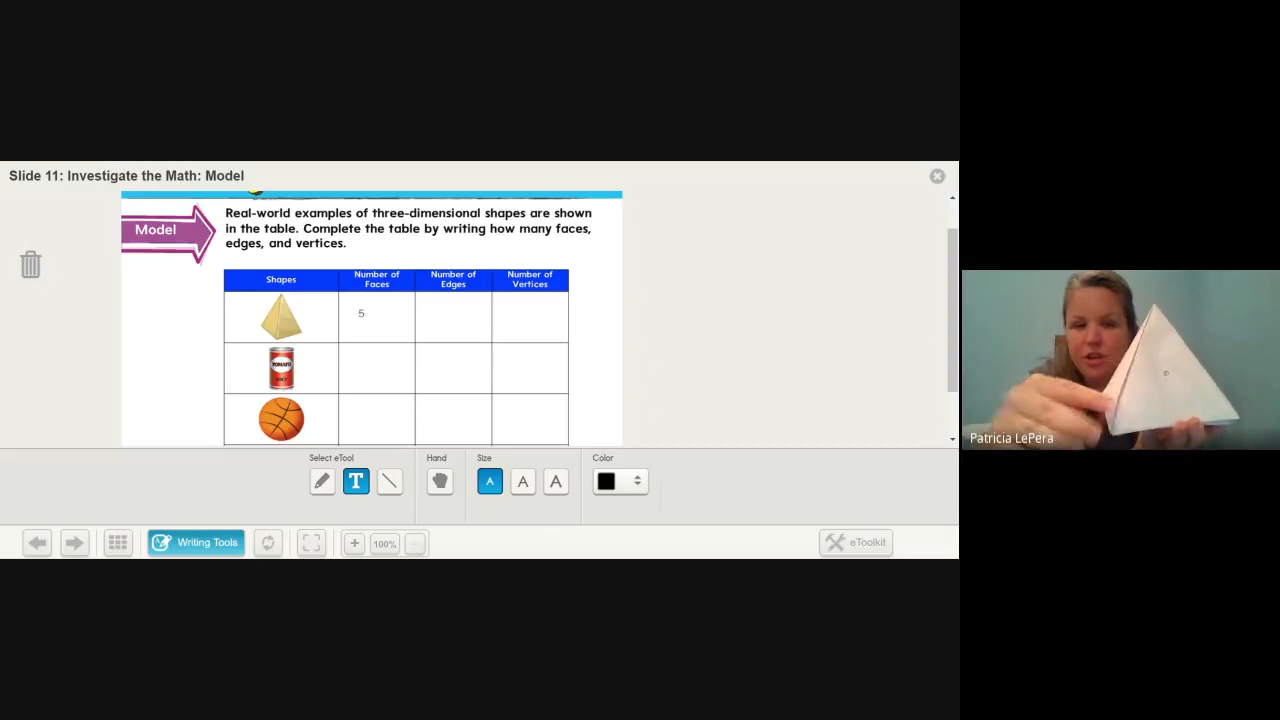 Slide 11: Investigate the Math: Model
Model
Real-world examples of three-dimensional shapes are shown
in the table. Complete the table by writing how many faces,
edges, and vertices.
Shapes
Number of
Faces
Number of
Edges
Number of
Vertices
5
TOMATO
Patricia LePera
Select eTool
Hand
Size
Color
T
A
A
A
Writing Tools
100%
eToolkit